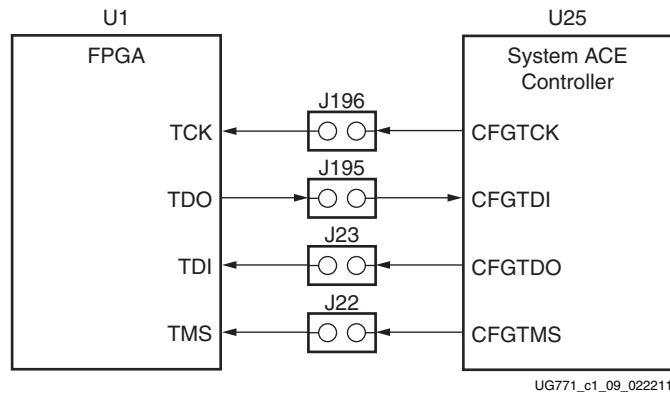 U1
U25
FPGA
System ACE
Controller
J196
TCK
CFGTCK
J195
TDO
CFGTDI
J23
TDI
CFGTDO
J22
TMS
CFGTMS
UG771_c1_09_022211